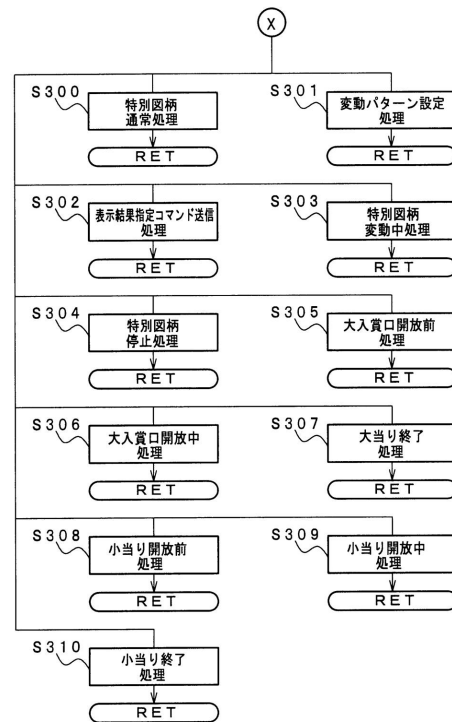 X
S300
特別図柄
通常処理
RET
S301
変動パターン設定
処理
RET
S302
表示結果指定コマンド送信
処理
RET
S303
特別図柄
変動中処理
RET
S304
特別図柄
停止処理
RET
S305
大入賞口開放前
処理
RET
S306
大入賞口開放中
処理
RET
S307
大当り終了
処理
RET
S308
小当り開放前
処理
RET
S309
小当り開放中
処理
RET
S310
小当り終了
処理
RET